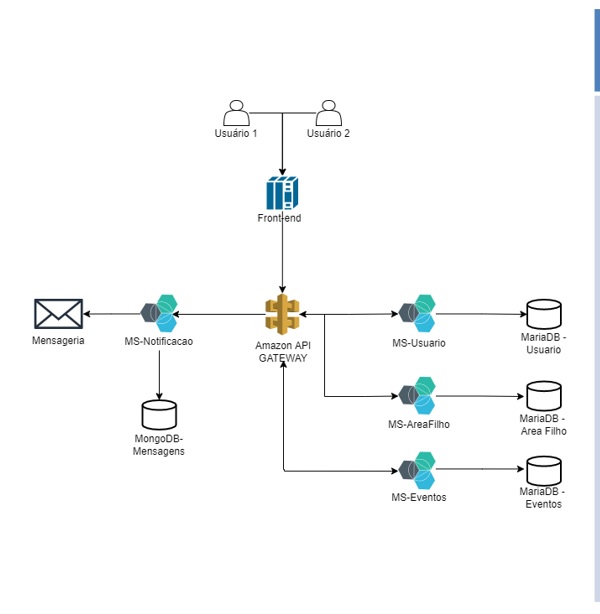 Usuário 1
Usuário 2
Front-end
Mensageria
MS-Notificacao
Amazon API
GATEWAY
MS-Usuario
MariaDB -
Usuario
MongoDB-
Mensagens
MS-AreaFilho
MariaDB -
Area Filho
MS-Eventos
MariaDB -
Eventos